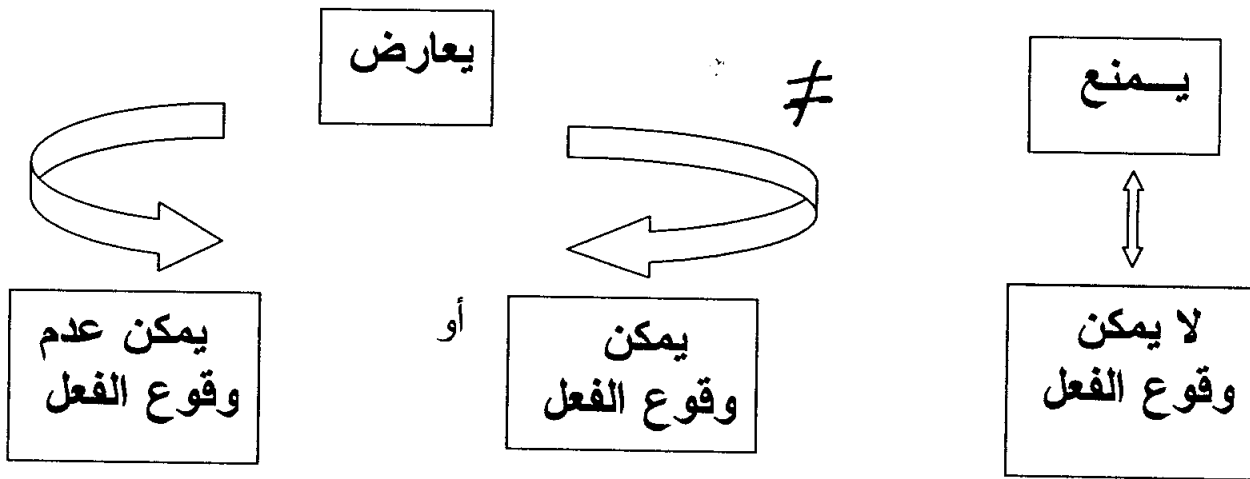 يمنع
≠
يعارض
لا يمكن
وقوع الفعل
يمكن
وقوع الفعل
أو
يمكن عدم
وقوع الفعل